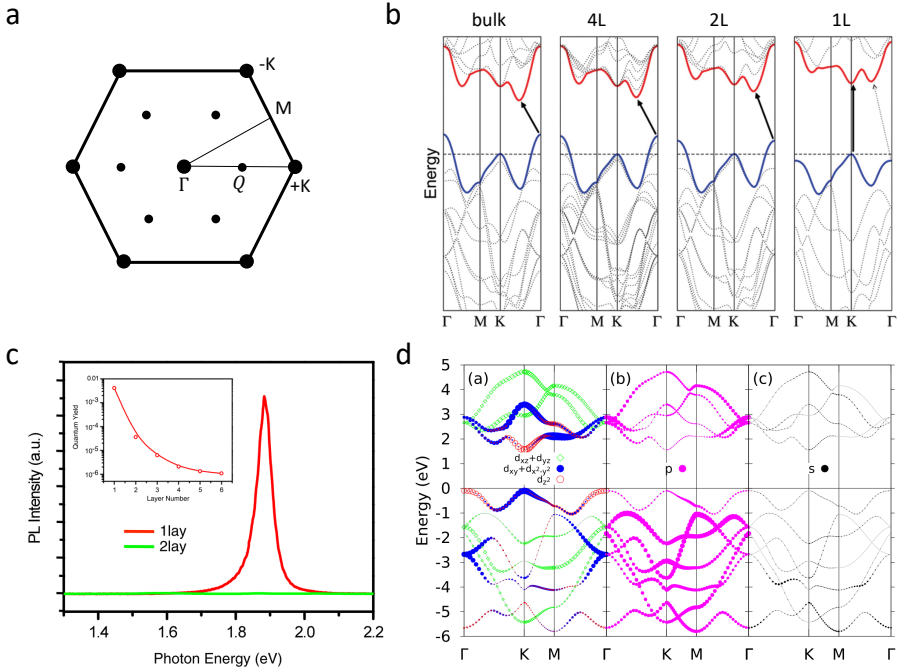 a
-K
M
Γ
Q
+K
b
bulk
4L
2L
1L
Energy
Γ M K Γ
Γ M K Γ
Γ M K Γ
Γ M K Γ
c
PL Intensity (a.u.)
Quantum Yield
0.01
10⁻³
10⁻⁴
10⁻⁵
10⁻⁶
1 2 3 4 5 6
Layer Number
1lay
2lay
1.4 1.6 1.8 2.0 2.2
Photon Energy (eV)
d
Energy (eV)
5
4
3
2
1
0
-1
-2
-3
-4
-5
-6
(a)
(b)
(c)
dxz+dyz
dxy+dx²-y²
dz²
p
s
Γ K M Γ K M Γ K M Γ